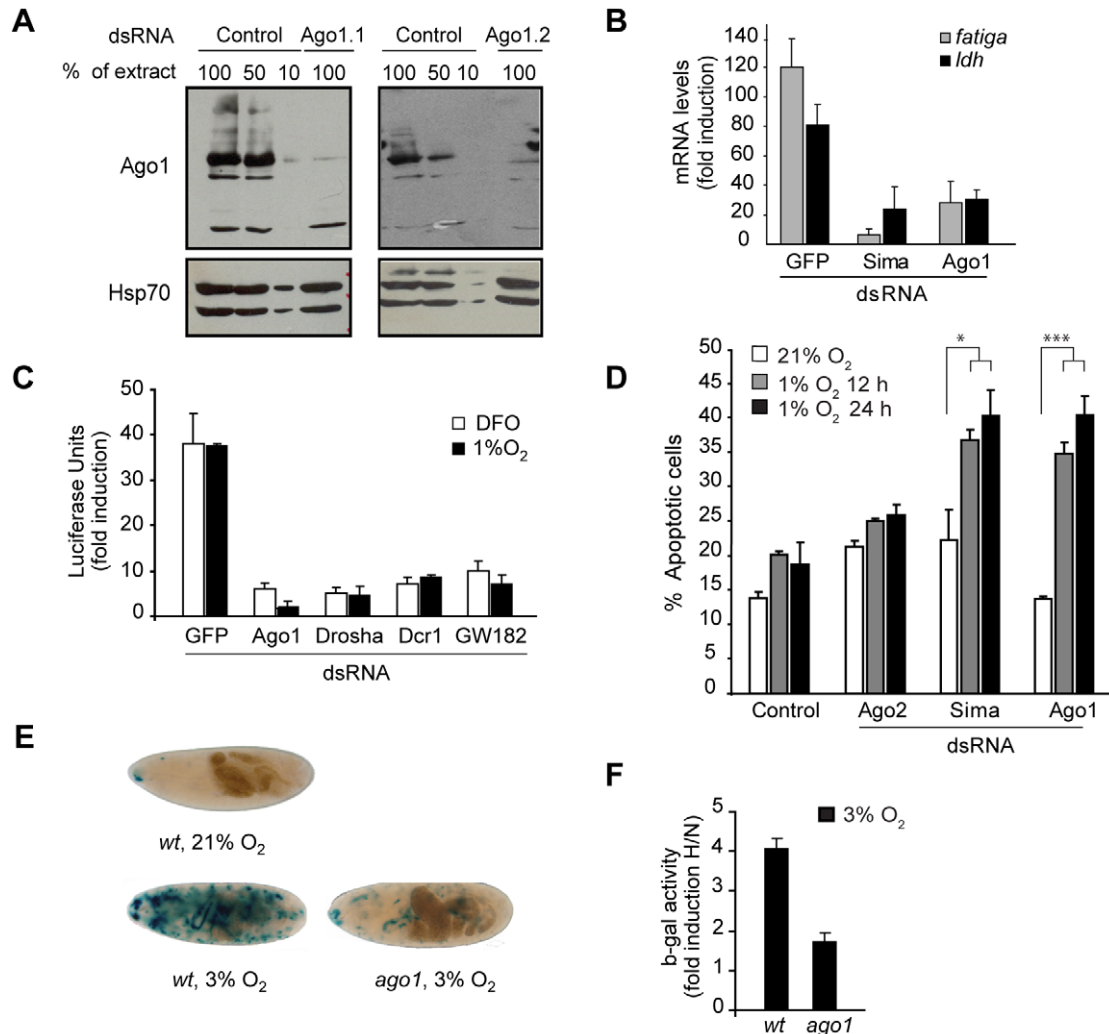 A
dsRNA Control Ago1.1 Control Ago1.2
% of extract 100 50 10 100 100 50 10 100
Ago1
Hsp70
B
mRNA levels
(fold induction)
140
120
100
80
60
40
20
0
fatiga
ldh
GFP Sima Ago1
dsRNA
C
Luciferase Units
(fold induction)
50
40
30
20
10
0
DFO
1%O₂
GFP Ago1 Drosha Dcr1 GW182
dsRNA
D
% Apoptotic cells
50
45
40
35
30
25
20
15
10
5
0
21% O₂
1% O₂ 12 h
1% O₂ 24 h
* ***
Control Ago2 Sima Ago1
dsRNA
E
wt, 21% O₂
wt, 3% O₂ ago1, 3% O₂
F
b-gal activity
(fold induction H/N)
5
4
3
2
1
0
3% O₂
wt ago1